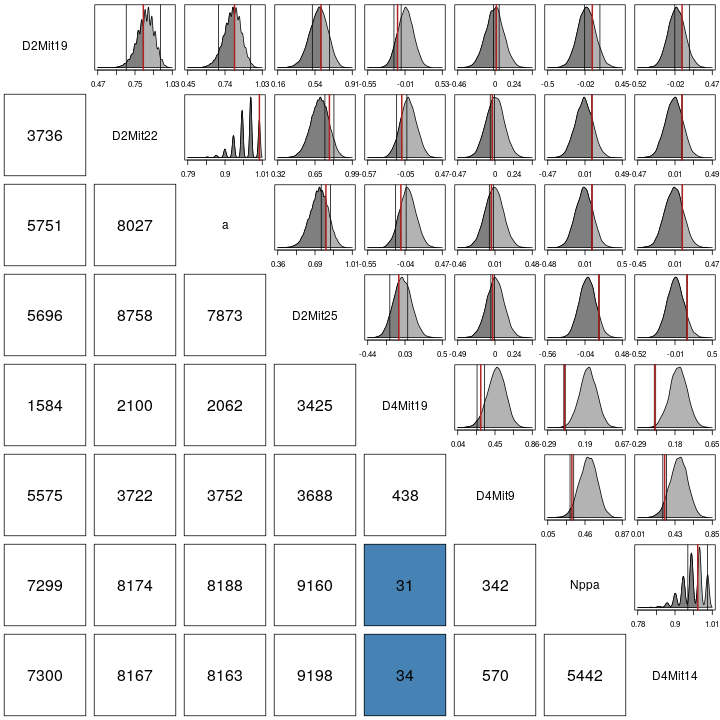 D2Mit19
0.47 0.75 1.03 0.45 0.74 1.03 0.16 0.54 0.91 -0.55 -0.01 0.53 -0.46 0 0.24 -0.5 -0.02 0.45 -0.52 -0.02 0.47
3736 D2Mit22
0.79 0.9 1.01 0.32 0.65 0.99 -0.57 -0.05 0.47 -0.47 0 0.24 -0.47 0.01 0.49 -0.47 0.01 0.49
5751 8027 a
0.36 0.69 1.01 -0.55 -0.04 0.47 -0.46 0.01 0.01 0.5 -0.45 0.01 0.47
5696 8758 7873 D2Mit25
-0.44 0.03 0.5 -0.49 0 0.24 -0.56 -0.04 0.48 -0.52 -0.01 0.5
1584 2100 2062 3425 D4Mit19
0.04 0.45 0.86 -0.29 0.19 0.67 -0.29 0.18 0.65
5575 3722 3752 3688 438 D4Mit9
0.05 0.46 0.87 0.01 0.43 0.85
7299 8174 8188 9160 31 342 Nppa
0.78 0.9 1.01
7300 8167 8163 9198 34 570 5442 D4Mit14